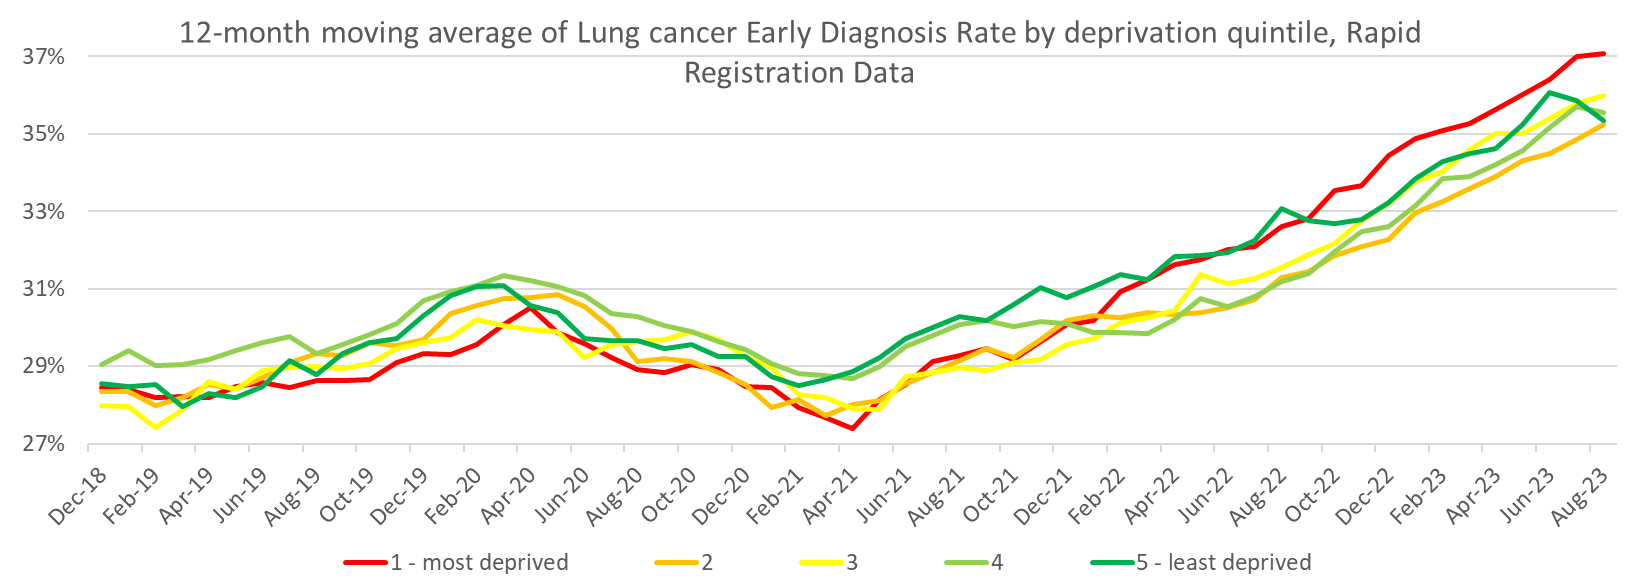 12-month moving average of Lung cancer Early Diagnosis Rate by deprivation quintile, Rapid
Registration Data
37%
35%
33%
31%
29%
27%
Dec-18 Feb-19 Apr-19 Jun-19 Aug-19 Oct-19 Dec-19 Feb-20 Apr-20 Jun-20 Aug-20 Oct-20 Dec-20 Feb-21 Apr-21 Jun-21 Aug-21 Oct-21 Dec-21 Feb-22 Apr-22 Jun-22 Aug-22 Oct-22 Dec-22 Feb-23 Apr-23 Jun-23 Aug-23
1 - most deprived 2 3 4 5 - least deprived